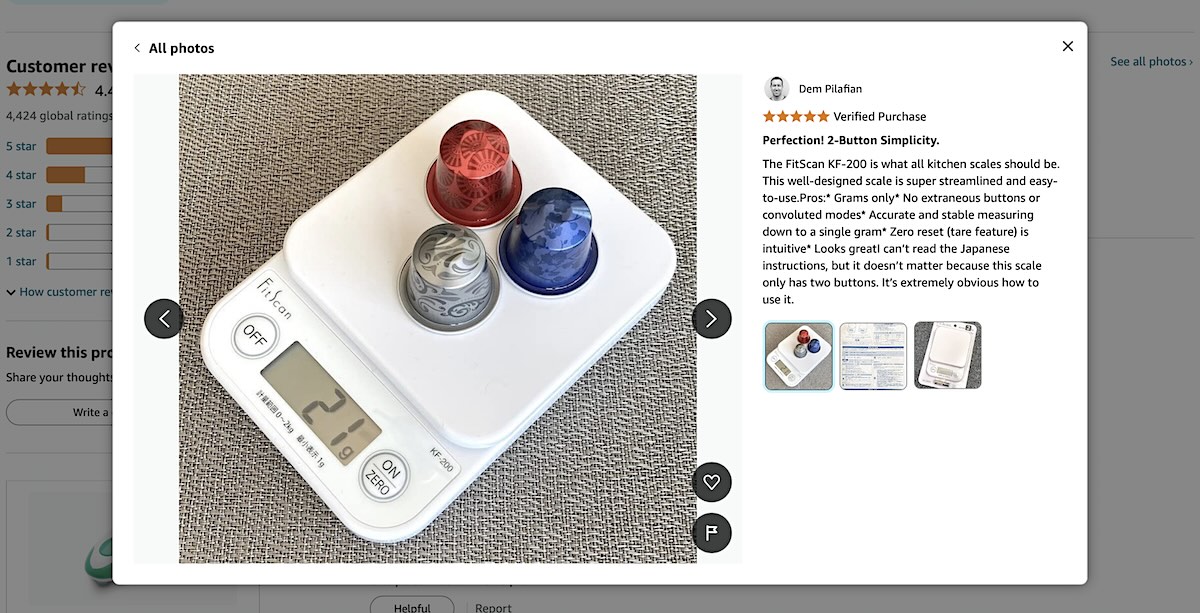 All photos
Customer rev
4.4
4,424 global ratings
5 star
4 star
3 star
2 star
1 star
How customer re
Review this pro
Share your thought
Write a
See all photos
FitScan
OFF
21g
計量範囲0~2kg 最小表示1g
KF-200
ON
ZERO
Dem Pilafian
Verified Purchase
Perfection! 2-Button Simplicity.
The FitScan KF-200 is what all kitchen scales should be.
This well-designed scale is super streamlined and easy-
to-use.Pros:* Grams only* No extraneous buttons or
convoluted modes* Accurate and stable measuring
down to a single gram* Zero reset (tare feature) is
intuitive* Looks greatI can't read the Japanese
instructions, but it doesn't matter because this scale
only has two buttons. It's extremely obvious how to
use it.
Helpful
Report